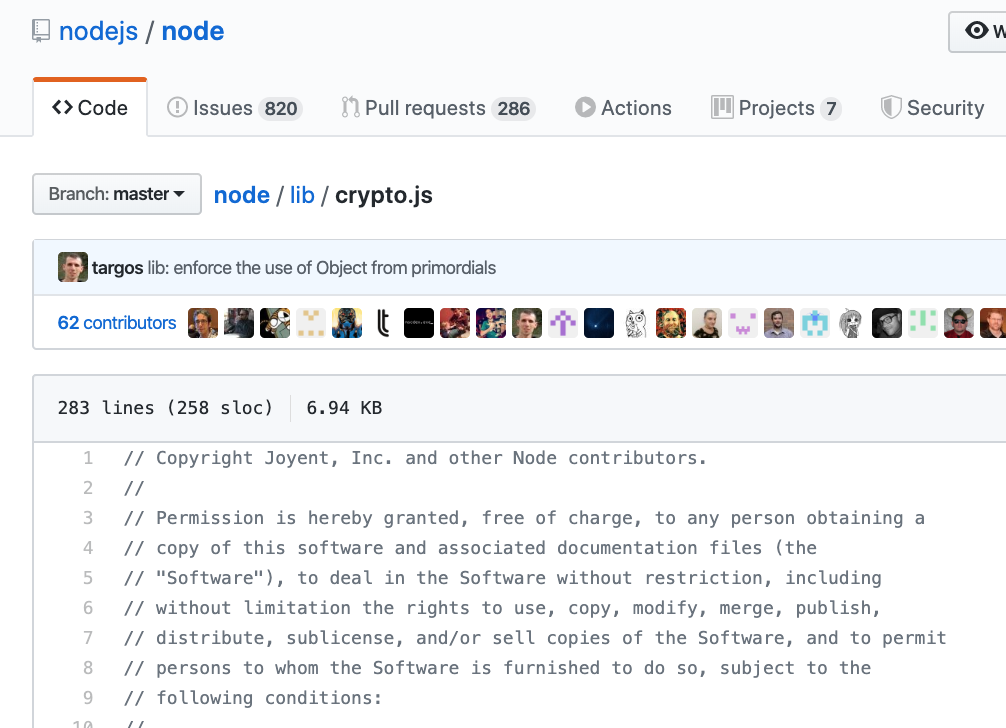 nodejs / node
W
Code Issues 820 Pull requests 286 Actions Projects 7 Security
Branch: master node / lib / crypto.js
targos lib: enforce the use of Object from primordials
62 contributors
283 lines (258 sloc) 6.94 KB
1 // Copyright Joyent, Inc. and other Node contributors.
2 //
3 // Permission is hereby granted, free of charge, to any person obtaining a
4 // copy of this software and associated documentation files (the
5 // "Software"), to deal in the Software without restriction, including
6 // without limitation the rights to use, copy, modify, merge, publish,
7 // distribute, sublicense, and/or sell copies of the Software, and to permit
8 // persons to whom the Software is furnished to do so, subject to the
9 // following conditions:
10 //